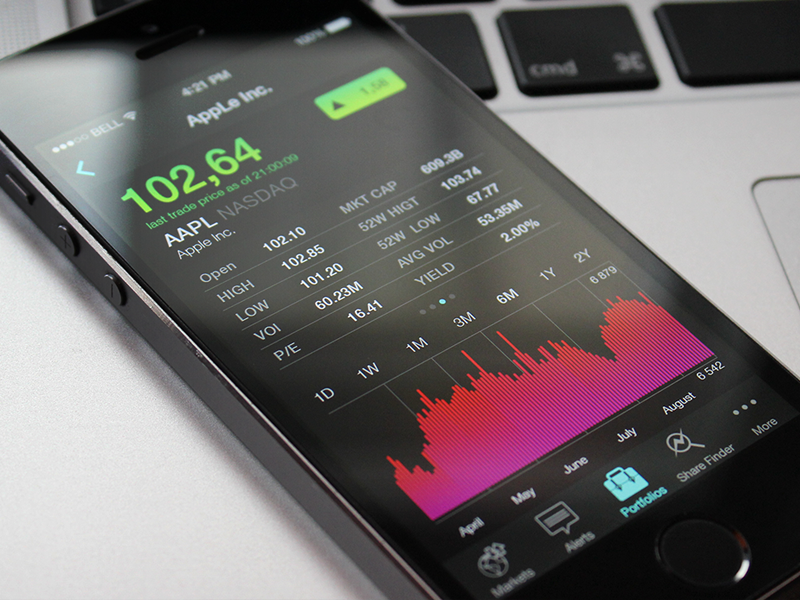 100%
4:21 PM
BELL
Apple Inc.
▲ 1,58
102,64
last trade price as of 21:00:09
AAPL NASDAQ
Apple Inc.
Open 102.10 MKT CAP 609.3B
HIGH 102.85 52W HIGT 103.74
LOW 101.20 52W LOW 67.77
VOl 60.23M AVG VOL 53.35M
P/E 16.41 YIELD 2.00%
1D 1W 1M 3M 6M 1Y 2Y
6 879
6 542
April May June July August
Markets Alerts Portfolios Share Finder More
cmd ⌘